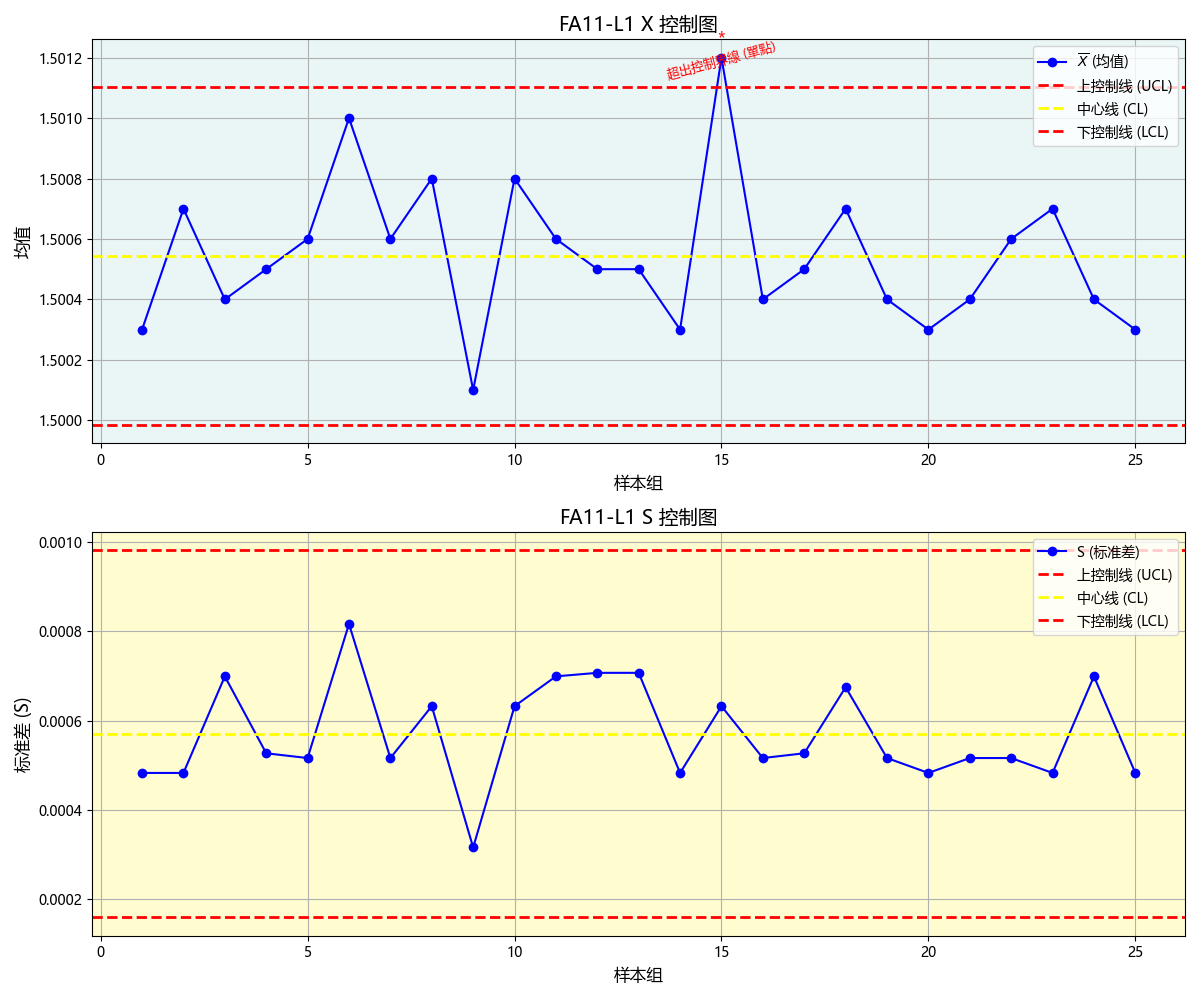 FA11-L1 X 控制图
*
超出控制界線 (單點)
X (均值)
上控制线 (UCL)
中心线 (CL)
下控制线 (LCL)
1.5012
1.5010
1.5008
1.5006
1.5004
1.5002
1.5000
均值
0 5 10 15 20 25
样本组
FA11-L1 S 控制图
S (标准差)
上控制线 (UCL)
中心线 (CL)
下控制线 (LCL)
0.0010
0.0008
0.0006
0.0004
0.0002
标准差 (S)
0 5 10 15 20 25
样本组